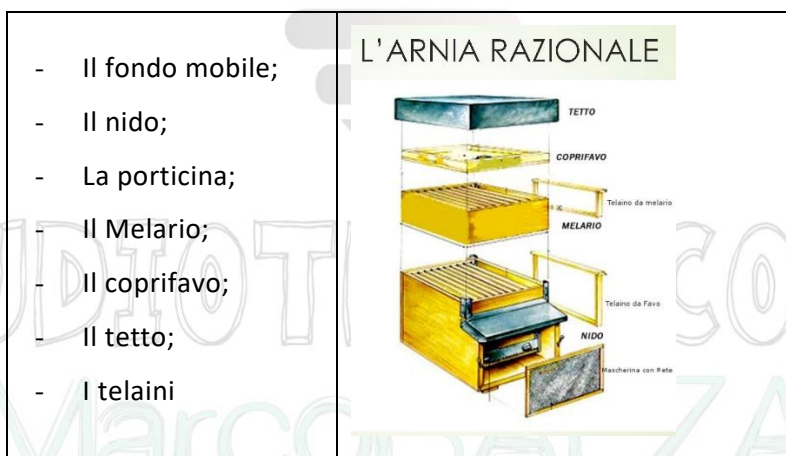 - Il fondo mobile;
- Il nido;
- La porticina;
- Il Melario;
- Il coprifavo;
- Il tetto;
- I telaini
L'ARNIA RAZIONALE
TETTO
COPRIFAVO
Telaino da melario
MELARIO
Telaino da Favo
NIDO
Mascherina con Rete